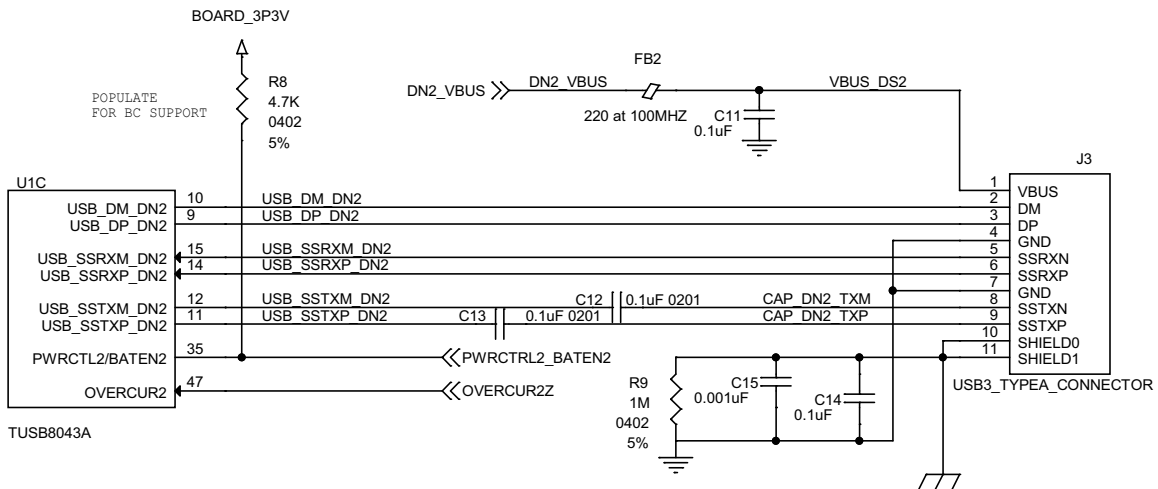 BOARD_3P3V
POPULATE
FOR BC SUPPORT
R8
4.7K
0402
5%
FB2
DN2_VBUS
DN2_VBUS
VBUS_DS2
220 at 100MHZ
C11
0.1uF
J3
U1C
USB_DM_DN2 10 USB_DM_DN2 2 DM
USB_DP_DN2 9 USB_DP_DN2 3 DP
1 VBUS
4 GND
USB_SSRXM_DN2 15 USB_SSRXM_DN2 5 SSRXN
USB_SSRXP_DN2 14 USB_SSRXP_DN2 6 SSRXP
7 GND
USB_SSTXM_DN2 12 USB_SSTXM_DN2 C12 0.1uF 0201 CAP_DN2_TXM 8 SSTXN
USB_SSTXP_DN2 11 USB_SSTXP_DN2 C13 0.1uF 0201 CAP_DN2_TXP 9 SSTXP
10 SHIELD0
11 SHIELD1
PWRCTL2/BATEN2 35 PWRCTRL2_BATEN2
OVERCUR2 47 OVERCUR2Z
USB3_TYPEA_CONNECTOR
R9
1M
0402
5%
C15
0.001uF
C14
0.1uF
TUSB8043A